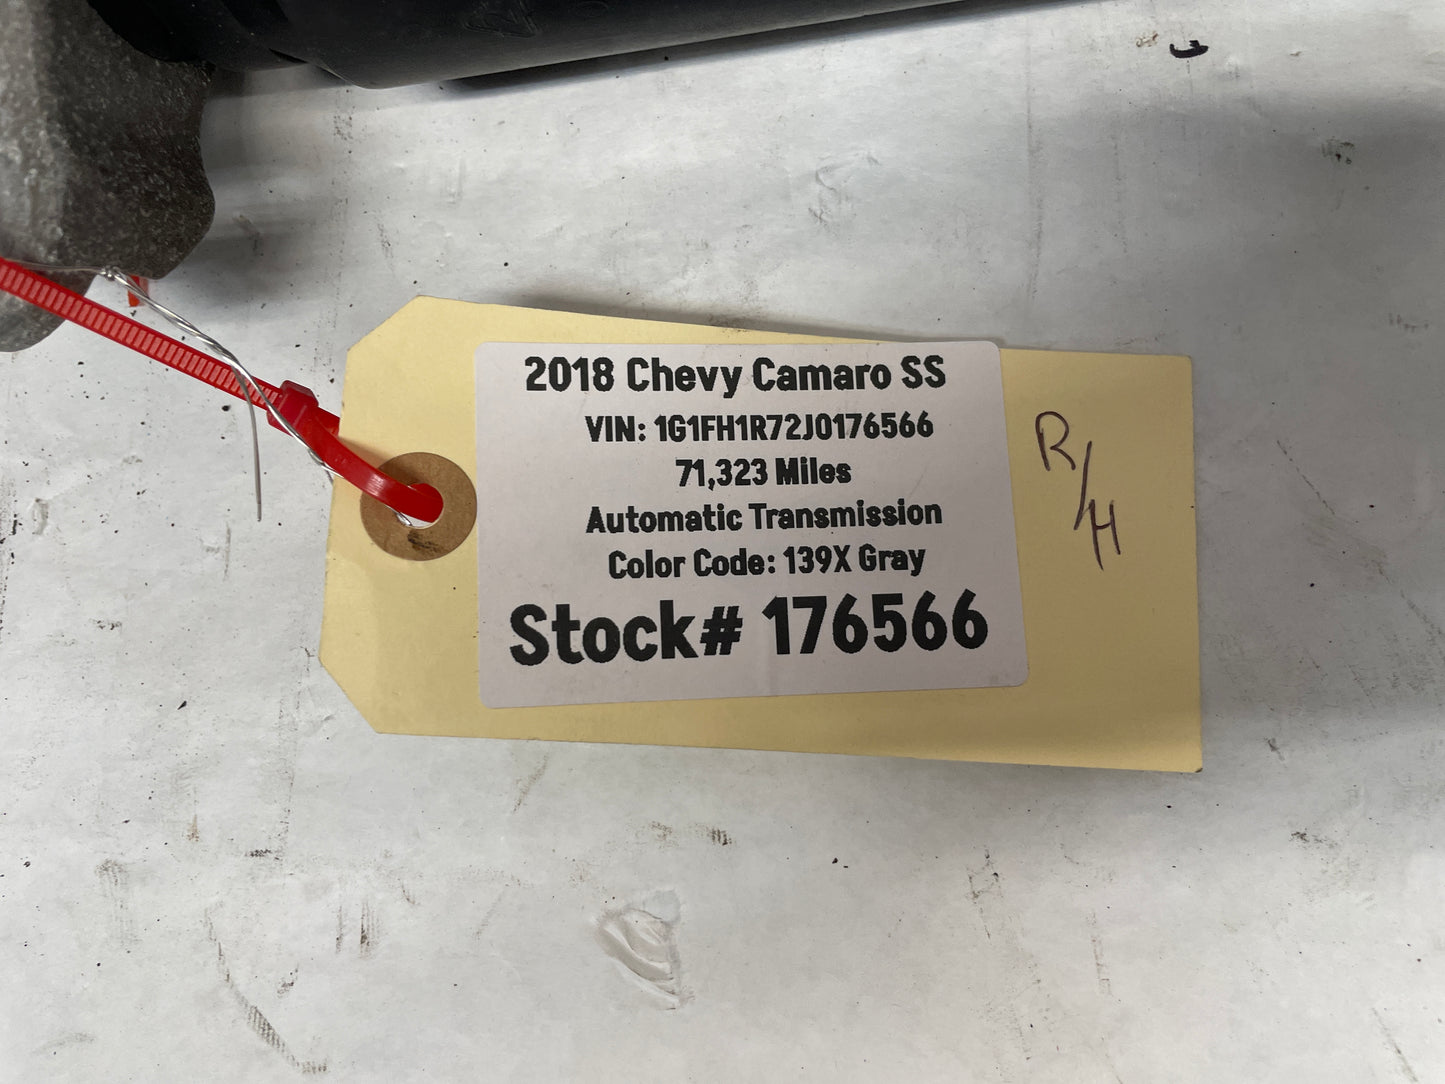 2018 Chevy Camaro SS
VIN: 1G1FH1R72J0176566
71,323 Miles
Automatic Transmission
Color Code: 139X Gray
Stock# 176566
R/H